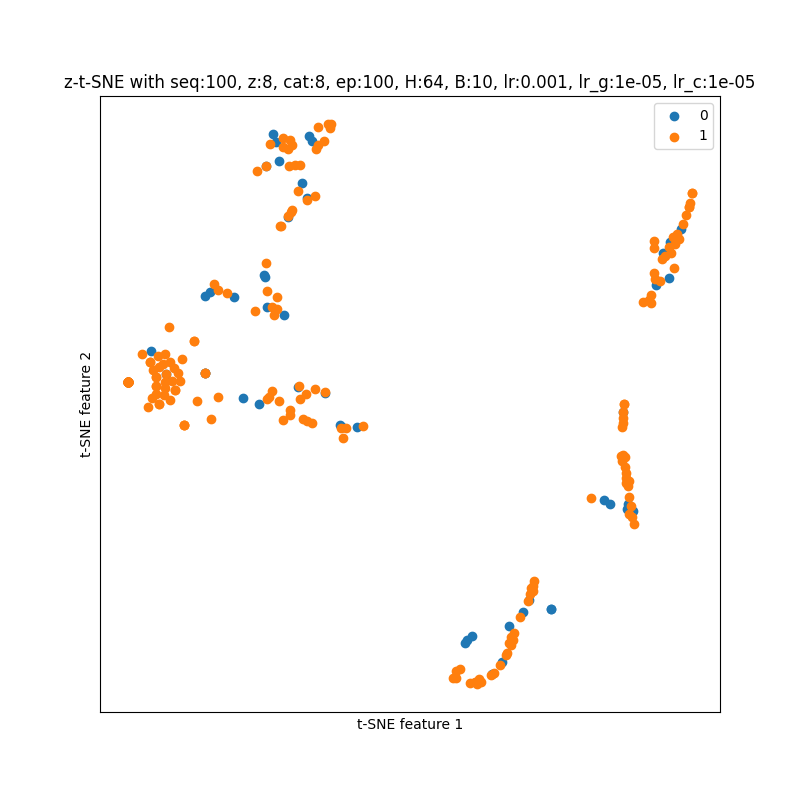 z-t-SNE with seq:100, z:8, cat:8, ep:100, H:64, B:10, lr:0.001, lr_g:1e-05, lr_c:1e-05
0
1
t-SNE feature 2
t-SNE feature 1